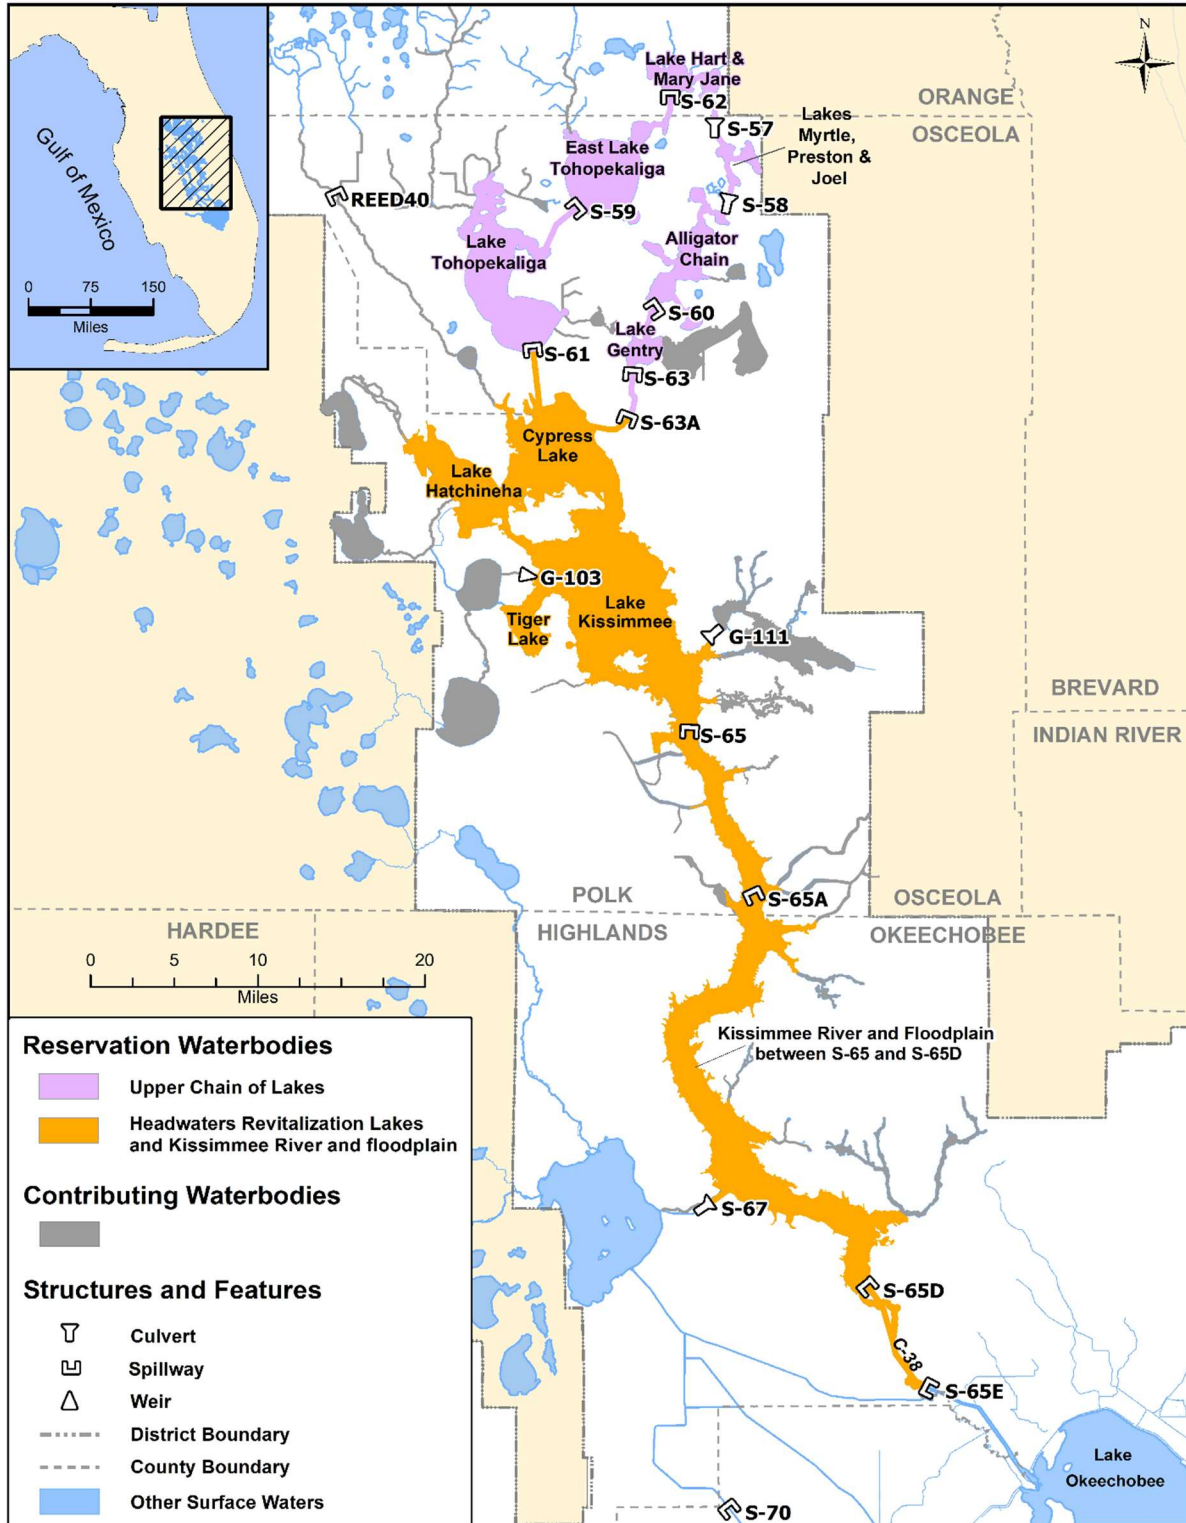 N
Gulf of Mexico
0 75 150
Miles
Lake Hart &
Mary Jane
S-62
ORANGE
OSCEOLA
S-57
Lakes
Myrtle,
Preston &
Joel
East Lake
Tohopekaliga
REED40
S-59
S-58
Lake
Tohopekaliga
Alligator
Chain
S-60
Lake
Gentry
S-61
S-63
S-63A
Cypress
Lake
Lake
Hatchineha
G-103
Lake
Kissimmee
Tiger
Lake
G-111
BREVARD
INDIAN RIVER
S-65
S-65A
POLK
OSCEOLA
HARDEE
HIGHLANDS
OKEECHOBEE
0 5 10 20
Miles
Kissimmee River and Floodplain
between S-65 and S-65D
S-67
S-65D
C-38
S-65E
Lake
Okeechobee
S-70
Reservation Waterbodies
Upper Chain of Lakes
Headwaters Revitalization Lakes
and Kissimmee River and floodplain
Contributing Waterbodies
Structures and Features
Culvert
Spillway
Weir
District Boundary
County Boundary
Other Surface Waters